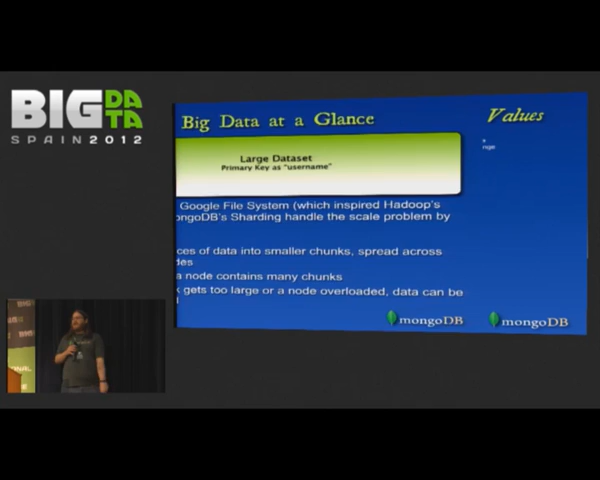 BIG DATA
SPAIN 2012
Big Data at a Glance
Values
Large Dataset
Primary Key as "username"
Google File System (which inspired Hadoop's
ongoDB's Sharding handle the scale problem by
ces of data into smaller chunks, spread across
des
a node contains many chunks
k gets too large or a node overloaded, data can be
mongoDB
mongoDB